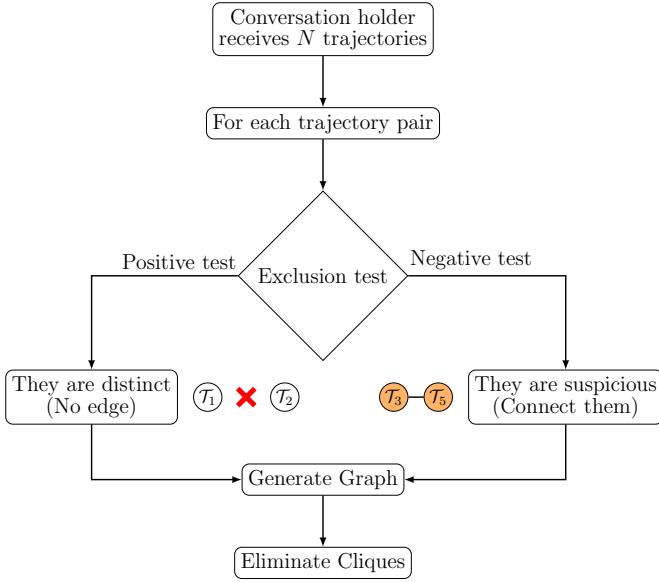 Conversation holder
receives N trajectories
For each trajectory pair
Exclusion test
Positive test
Negative test
They are distinct
(No edge)
𝒯₁
𝒯₂
𝒯₃
𝒯₅
They are suspicious
(Connect them)
Generate Graph
Eliminate Cliques